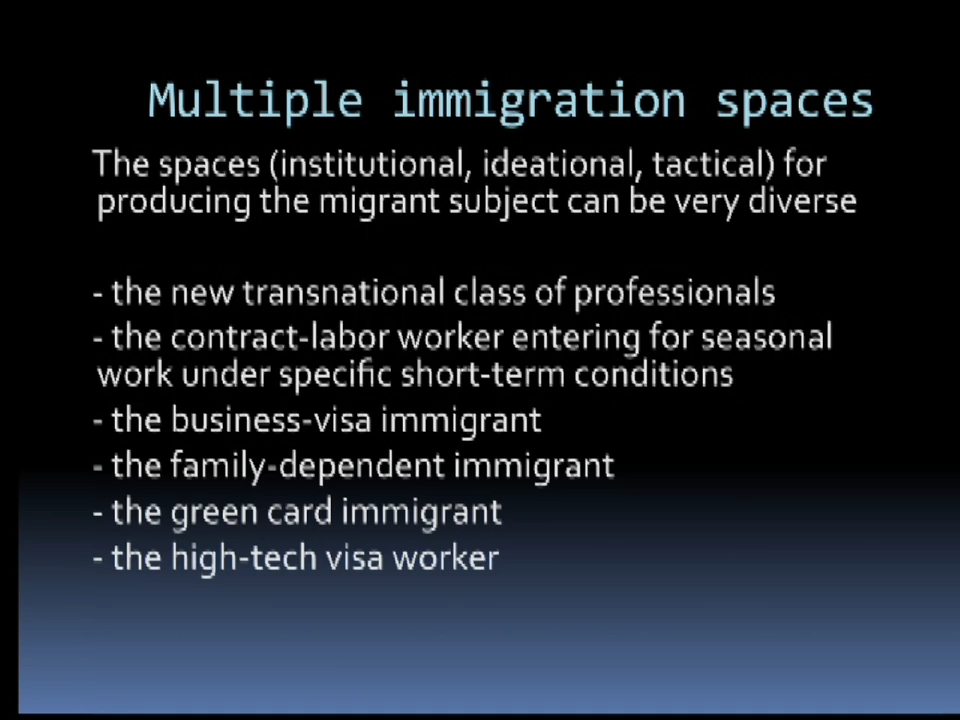 Multiple immigration spaces
The spaces (institutional, ideational, tactical) for
producing the migrant subject can be very diverse
- the new transnational class of professionals
- the contract-labor worker entering for seasonal
work under specific short-term conditions
- the business-visa immigrant
- the family-dependent immigrant
- the green card immigrant
- the high-tech visa worker